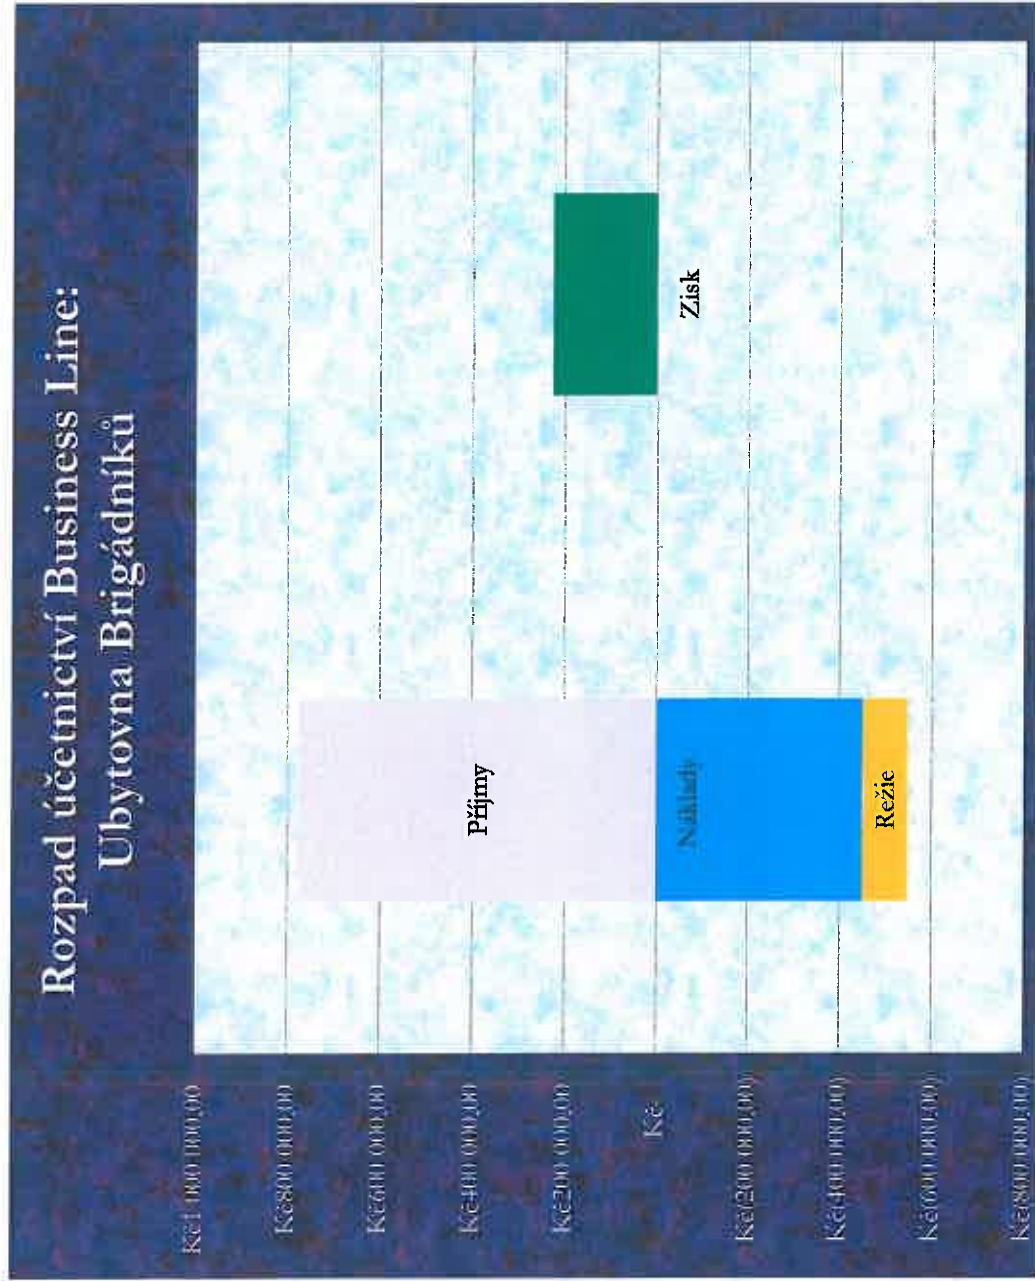 Rozpad účetnictví Business Line:
Ubytovna Brigádníků
Kč1 000 000,00
Kč800 000,00
Kč600 000,00
Kč400 000,00
Kč200 000,00
Kč
Kč(200 000,00)
Kč(400 000,00)
Kč(600 000,00)
Kč(800 000,00)
Příjmy
Náklady
Režie
Zisk